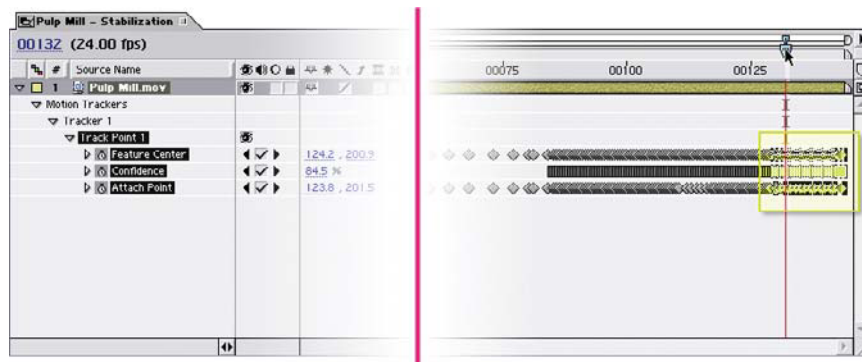 Pulp Mill - Stabilization
00132 (24.00 fps)
# Source Name
00075 00100 00125
1 Pulp Mill.mov
Motion Trackers
Tracker 1
Track Point 1
Feature Center 124.2 , 200.9
Confidence 84.5 %
Attach Point 123.8 , 201.5